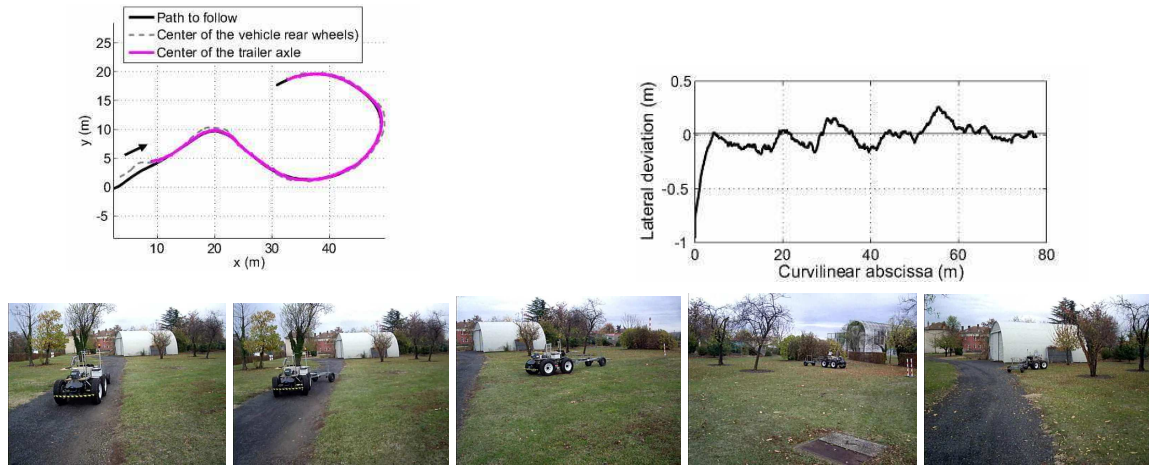 Path to follow
Center of the vehicle rear wheels)
Center of the trailer axle
25
20
15
10
5
0
-5
y (m)
10
20
30
40
x (m)
0.5
0
-0.5
-1
Lateral deviation (m)
0
20
40
60
80
Curvilinear abscissa (m)